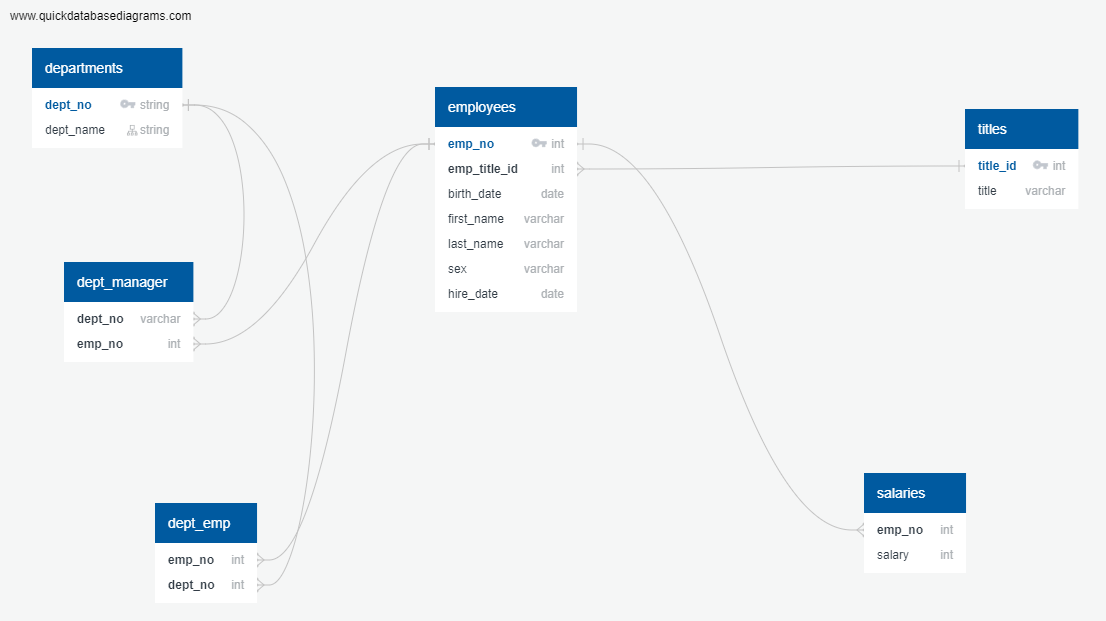 www.quickdatabasediagrams.com
departments
dept_no string
dept_name string
employees
emp_no int
emp_title_id int
birth_date date
first_name varchar
last_name varchar
sex varchar
hire_date date
titles
title_id int
title varchar
dept_manager
dept_no varchar
emp_no int
dept_emp
emp_no int
dept_no int
salaries
emp_no int
salary int